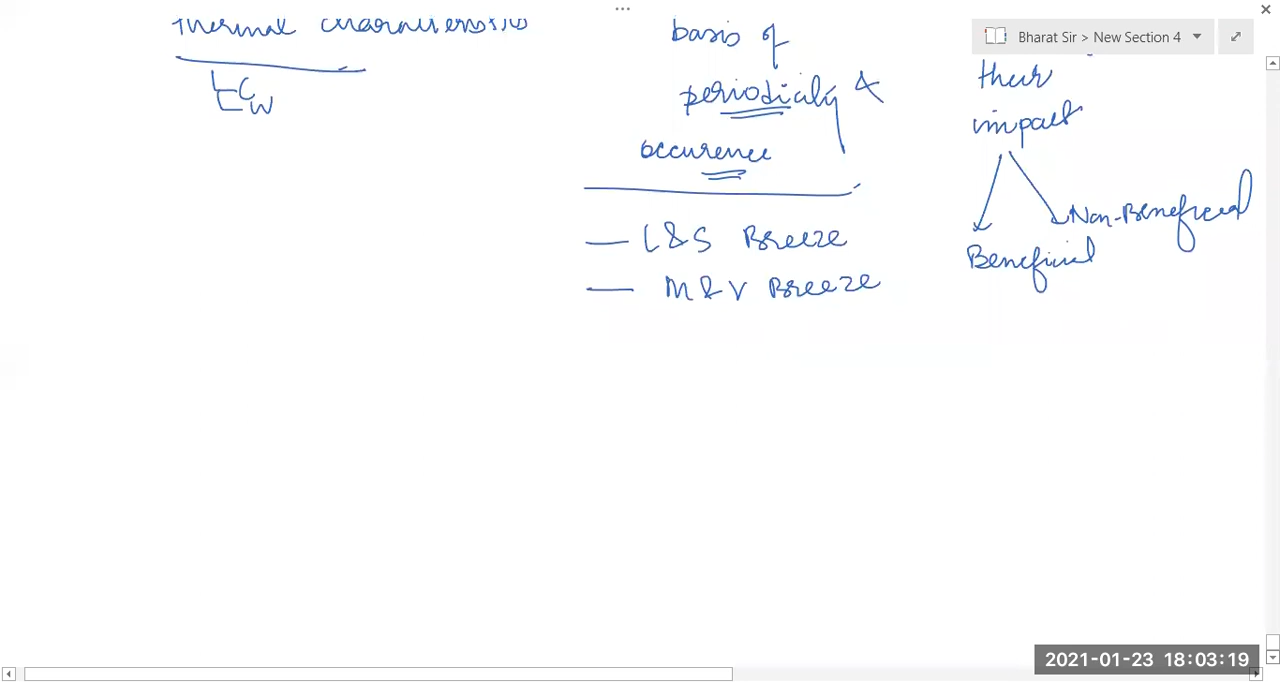 ...
Bharat Sir > New Section 4
Thermal characteristics
C
W
basis of
periodicity &
occurence
— L&S Breeze
— M&V Breeze
their
impact
Non-Beneficial
Beneficial
2021-01-23 18:03:19